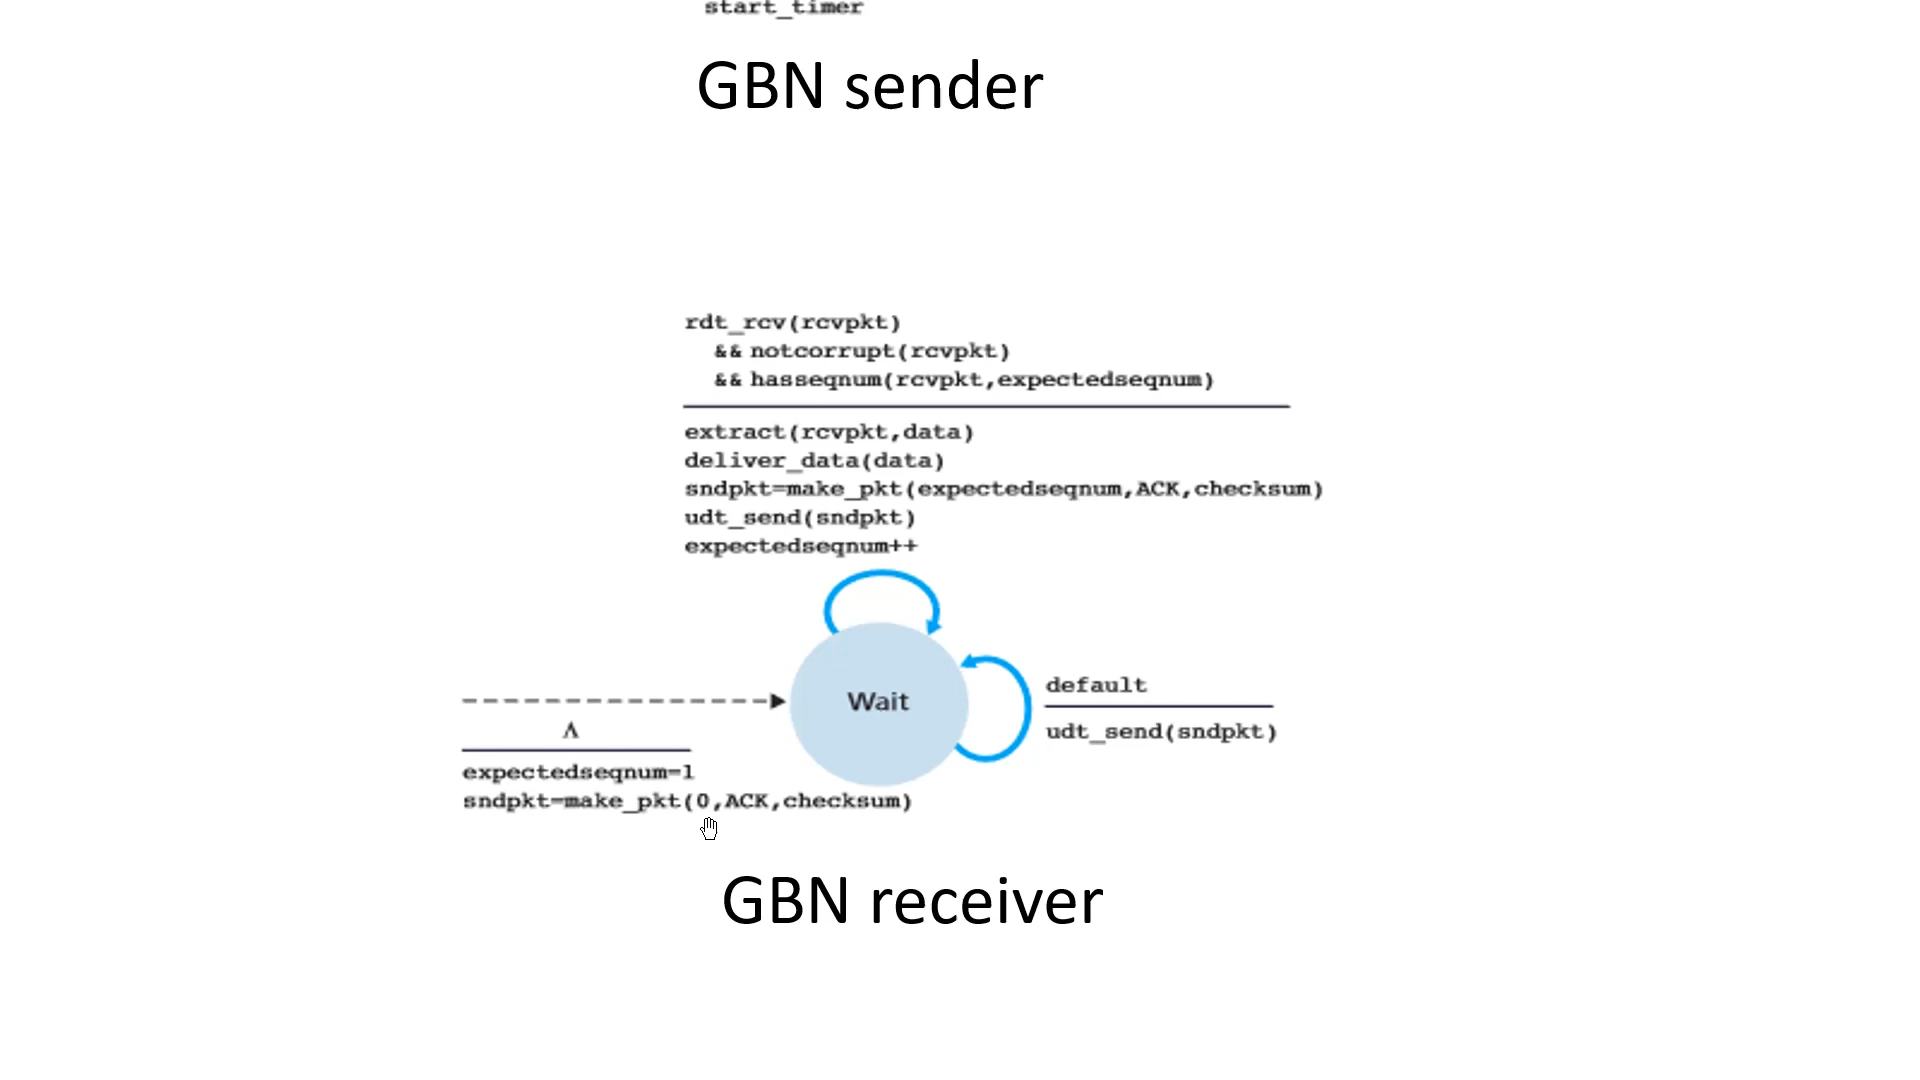 start_timer
GBN sender
rdt_rcv(rcvpkt)
&& notcorrupt(rcvpkt)
&& hasseqnum(rcvpkt,expectedseqnum)
extract(rcvpkt,data)
deliver_data(data)
sndpkt=make_pkt(expectedseqnum,ACK,checksum)
udt_send(sndpkt)
expectedseqnum++
Wait
default
udt_send(sndpkt)
Λ
expectedseqnum=1
sndpkt=make_pkt(0,ACK,checksum)
GBN receiver